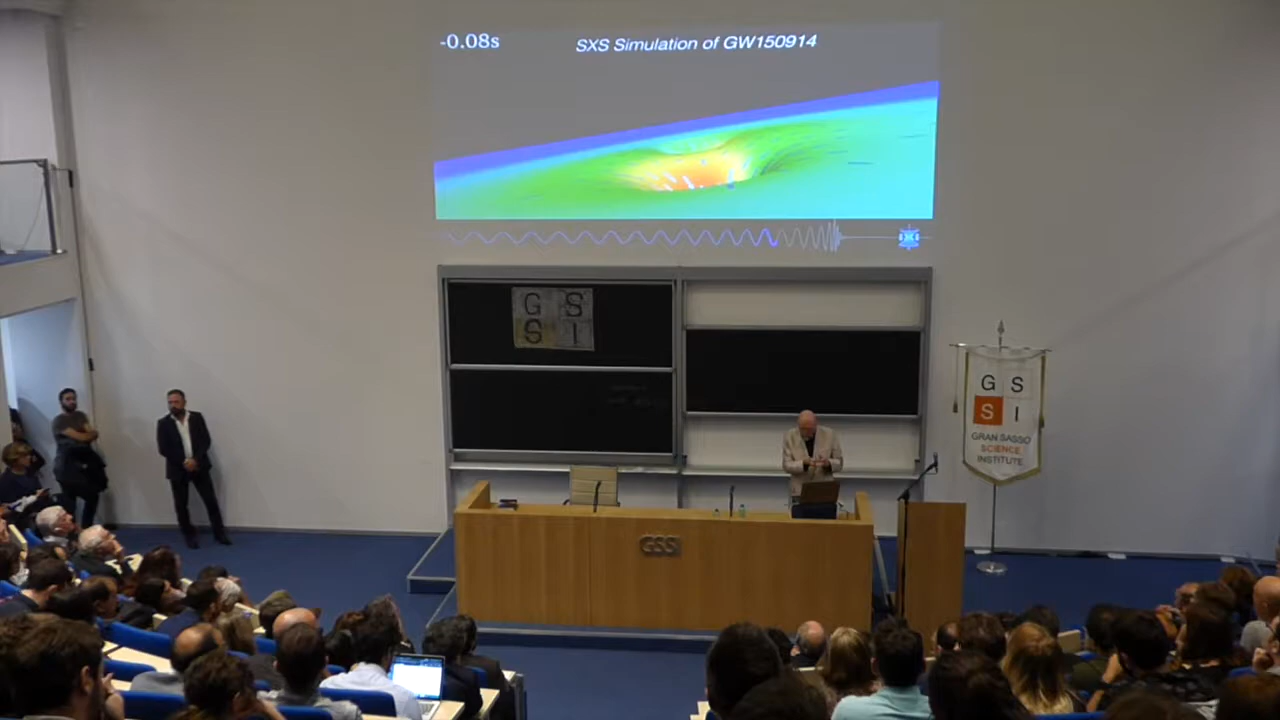 -0.08s
SXS Simulation of GW150914
G S
S I
G S
S I
GRAN SASSO
SCIENCE
INSTITUTE
GSSI